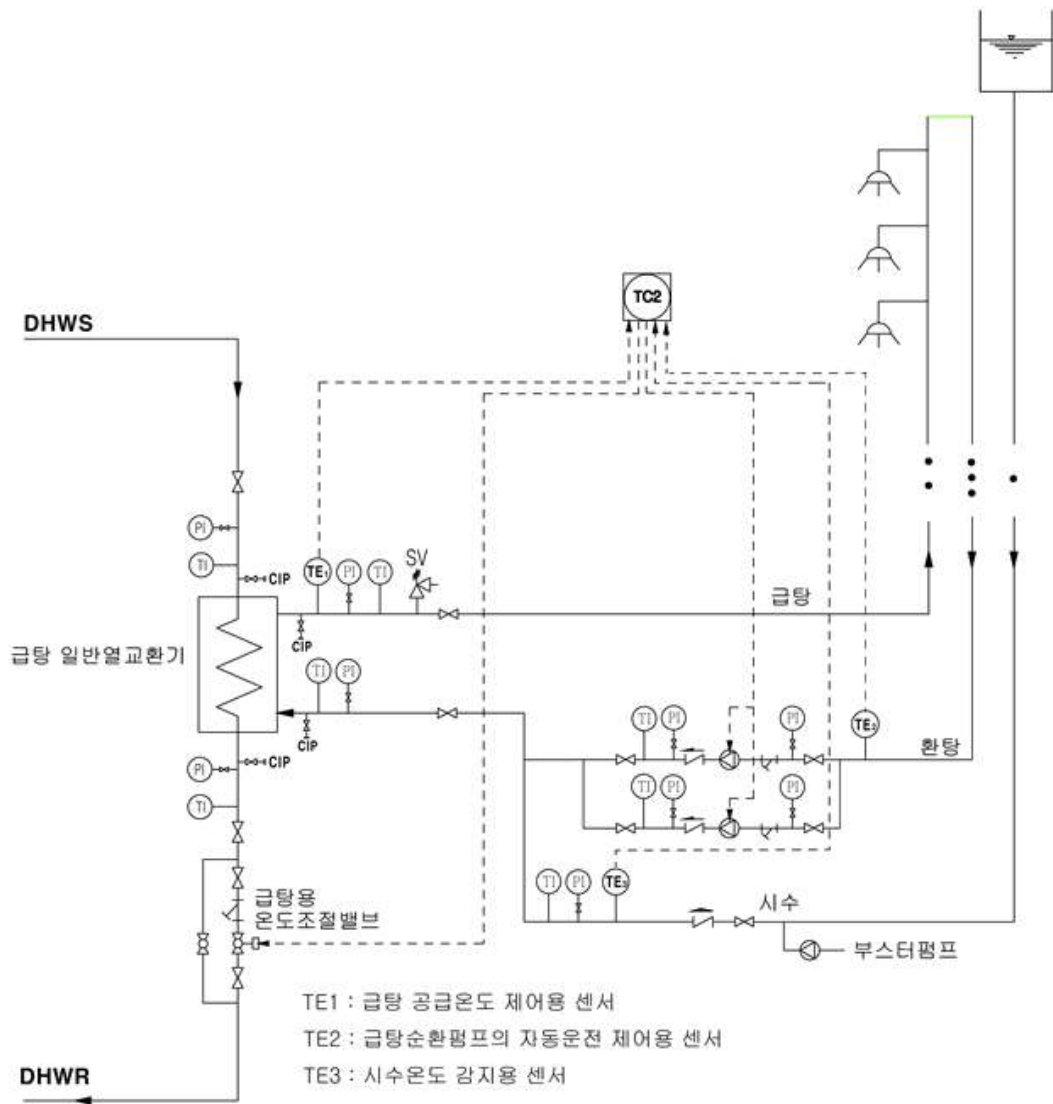 TC2
DHWS
PI
TI
CIP
TE1
PI
TI
SV
급탕
CIP
급탕 일반열교환기
TI
PI
CIP
PI
CIP
TI
TI
PI
PI
TE2
환탕
TI
PI
PI
TI
PI
TE3
시수
부스터펌프
급탕용
온도조절밸브
TE1 : 급탕 공급온도 제어용 센서
TE2 : 급탕순환펌프의 자동운전 제어용 센서
TE3 : 시수온도 감지용 센서
DHWR